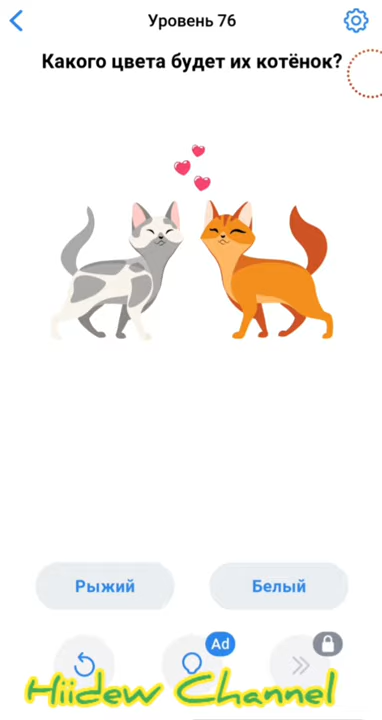 Уровень 76
Какого цвета будет их котёнок?
Рыжий
Белый
Ad
Hiidew Channel